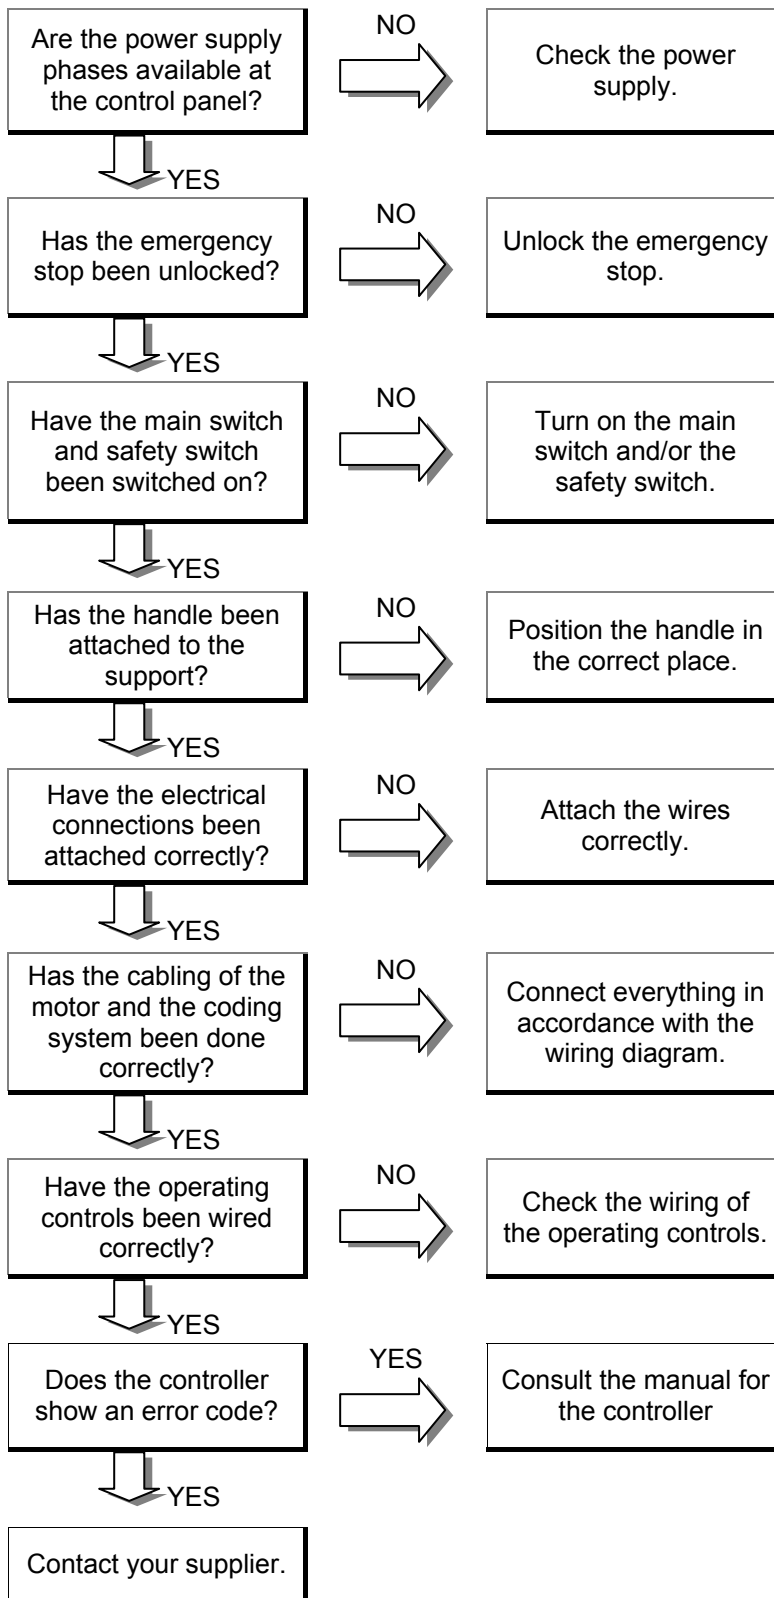 Are the power supply
phases available at
the control panel?
NO
Check the power
supply.
YES
Has the emergency
stop been unlocked?
NO
Unlock the emergency
stop.
YES
Have the main switch
and safety switch
been switched on?
NO
Turn on the main
switch and/or the
safety switch.
YES
Has the handle been
attached to the
support?
NO
Position the handle in
the correct place.
YES
Have the electrical
connections been
attached correctly?
NO
Attach the wires
correctly.
YES
Has the cabling of the
motor and the coding
system been done
correctly?
NO
Connect everything in
accordance with the
wiring diagram.
YES
Have the operating
controls been wired
correctly?
NO
Check the wiring of
the operating controls.
YES
Does the controller
show an error code?
YES
Consult the manual for
the controller
YES
Contact your supplier.